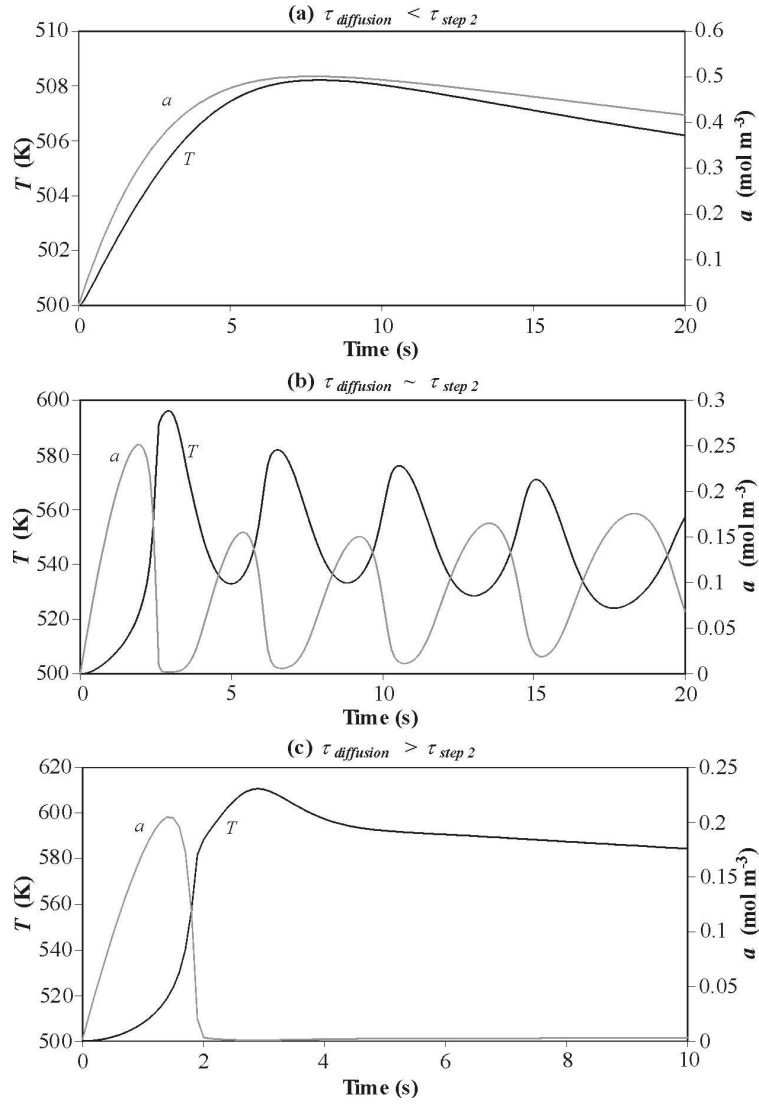 (a) τ diffusion < τ step 2
510
508
506
504
502
500
T (K)
a
T
0.6
0.5
0.4
0.3
0.2
0.1
0
a (mol m⁻³)
0 5 10 15 20
Time (s)
(b) τ diffusion ~ τ step 2
600
580
560
540
520
500
T (K)
a
T
0.3
0.25
0.2
0.15
0.1
0.05
0
a (mol m⁻³)
0 5 10 15 20
Time (s)
(c) τ diffusion > τ step 2
620
600
580
560
540
520
500
T (K)
a
T
0.25
0.2
0.15
0.1
0.05
0
a (mol m⁻³)
0 2 4 6 8 10
Time (s)